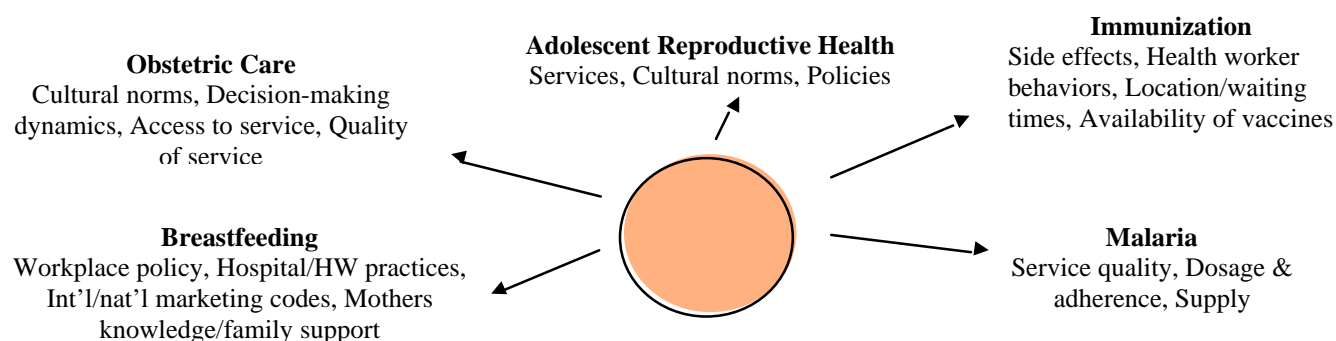 Obstetric Care
Cultural norms, Decision-making
dynamics, Access to service, Quality
of service
Adolescent Reproductive Health
Services, Cultural norms, Policies
Immunization
Side effects, Health worker
behaviors, Location/waiting
times, Availability of vaccines
Breastfeeding
Workplace policy, Hospital/HW practices,
Int’l/nat’l marketing codes, Mothers
knowledge/family support
Malaria
Service quality, Dosage &
adherence, Supply